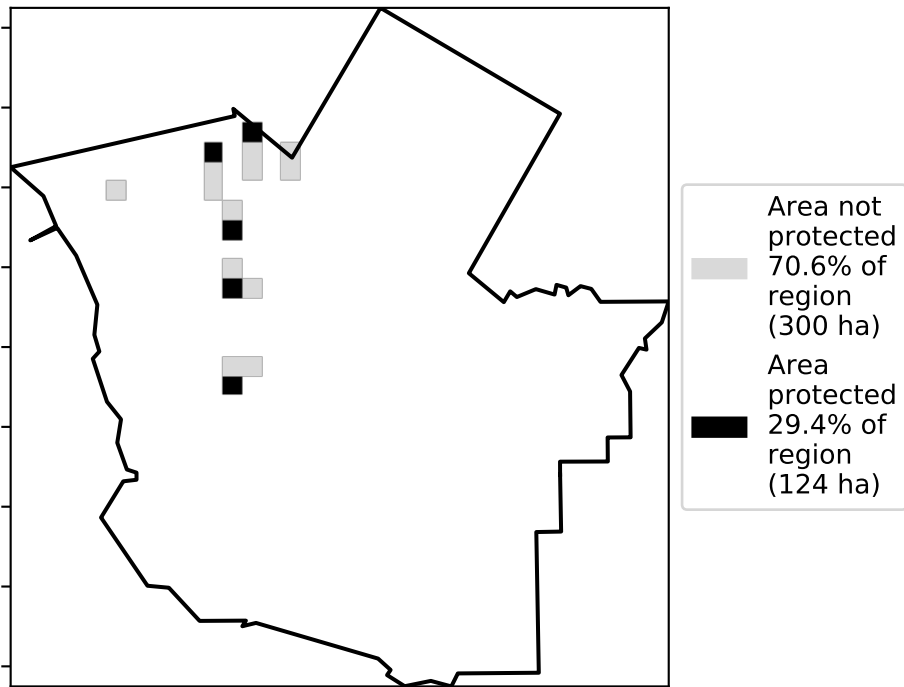 Area not
protected
70.6% of
region
(300 ha)
Area
protected
29.4% of
region
(124 ha)